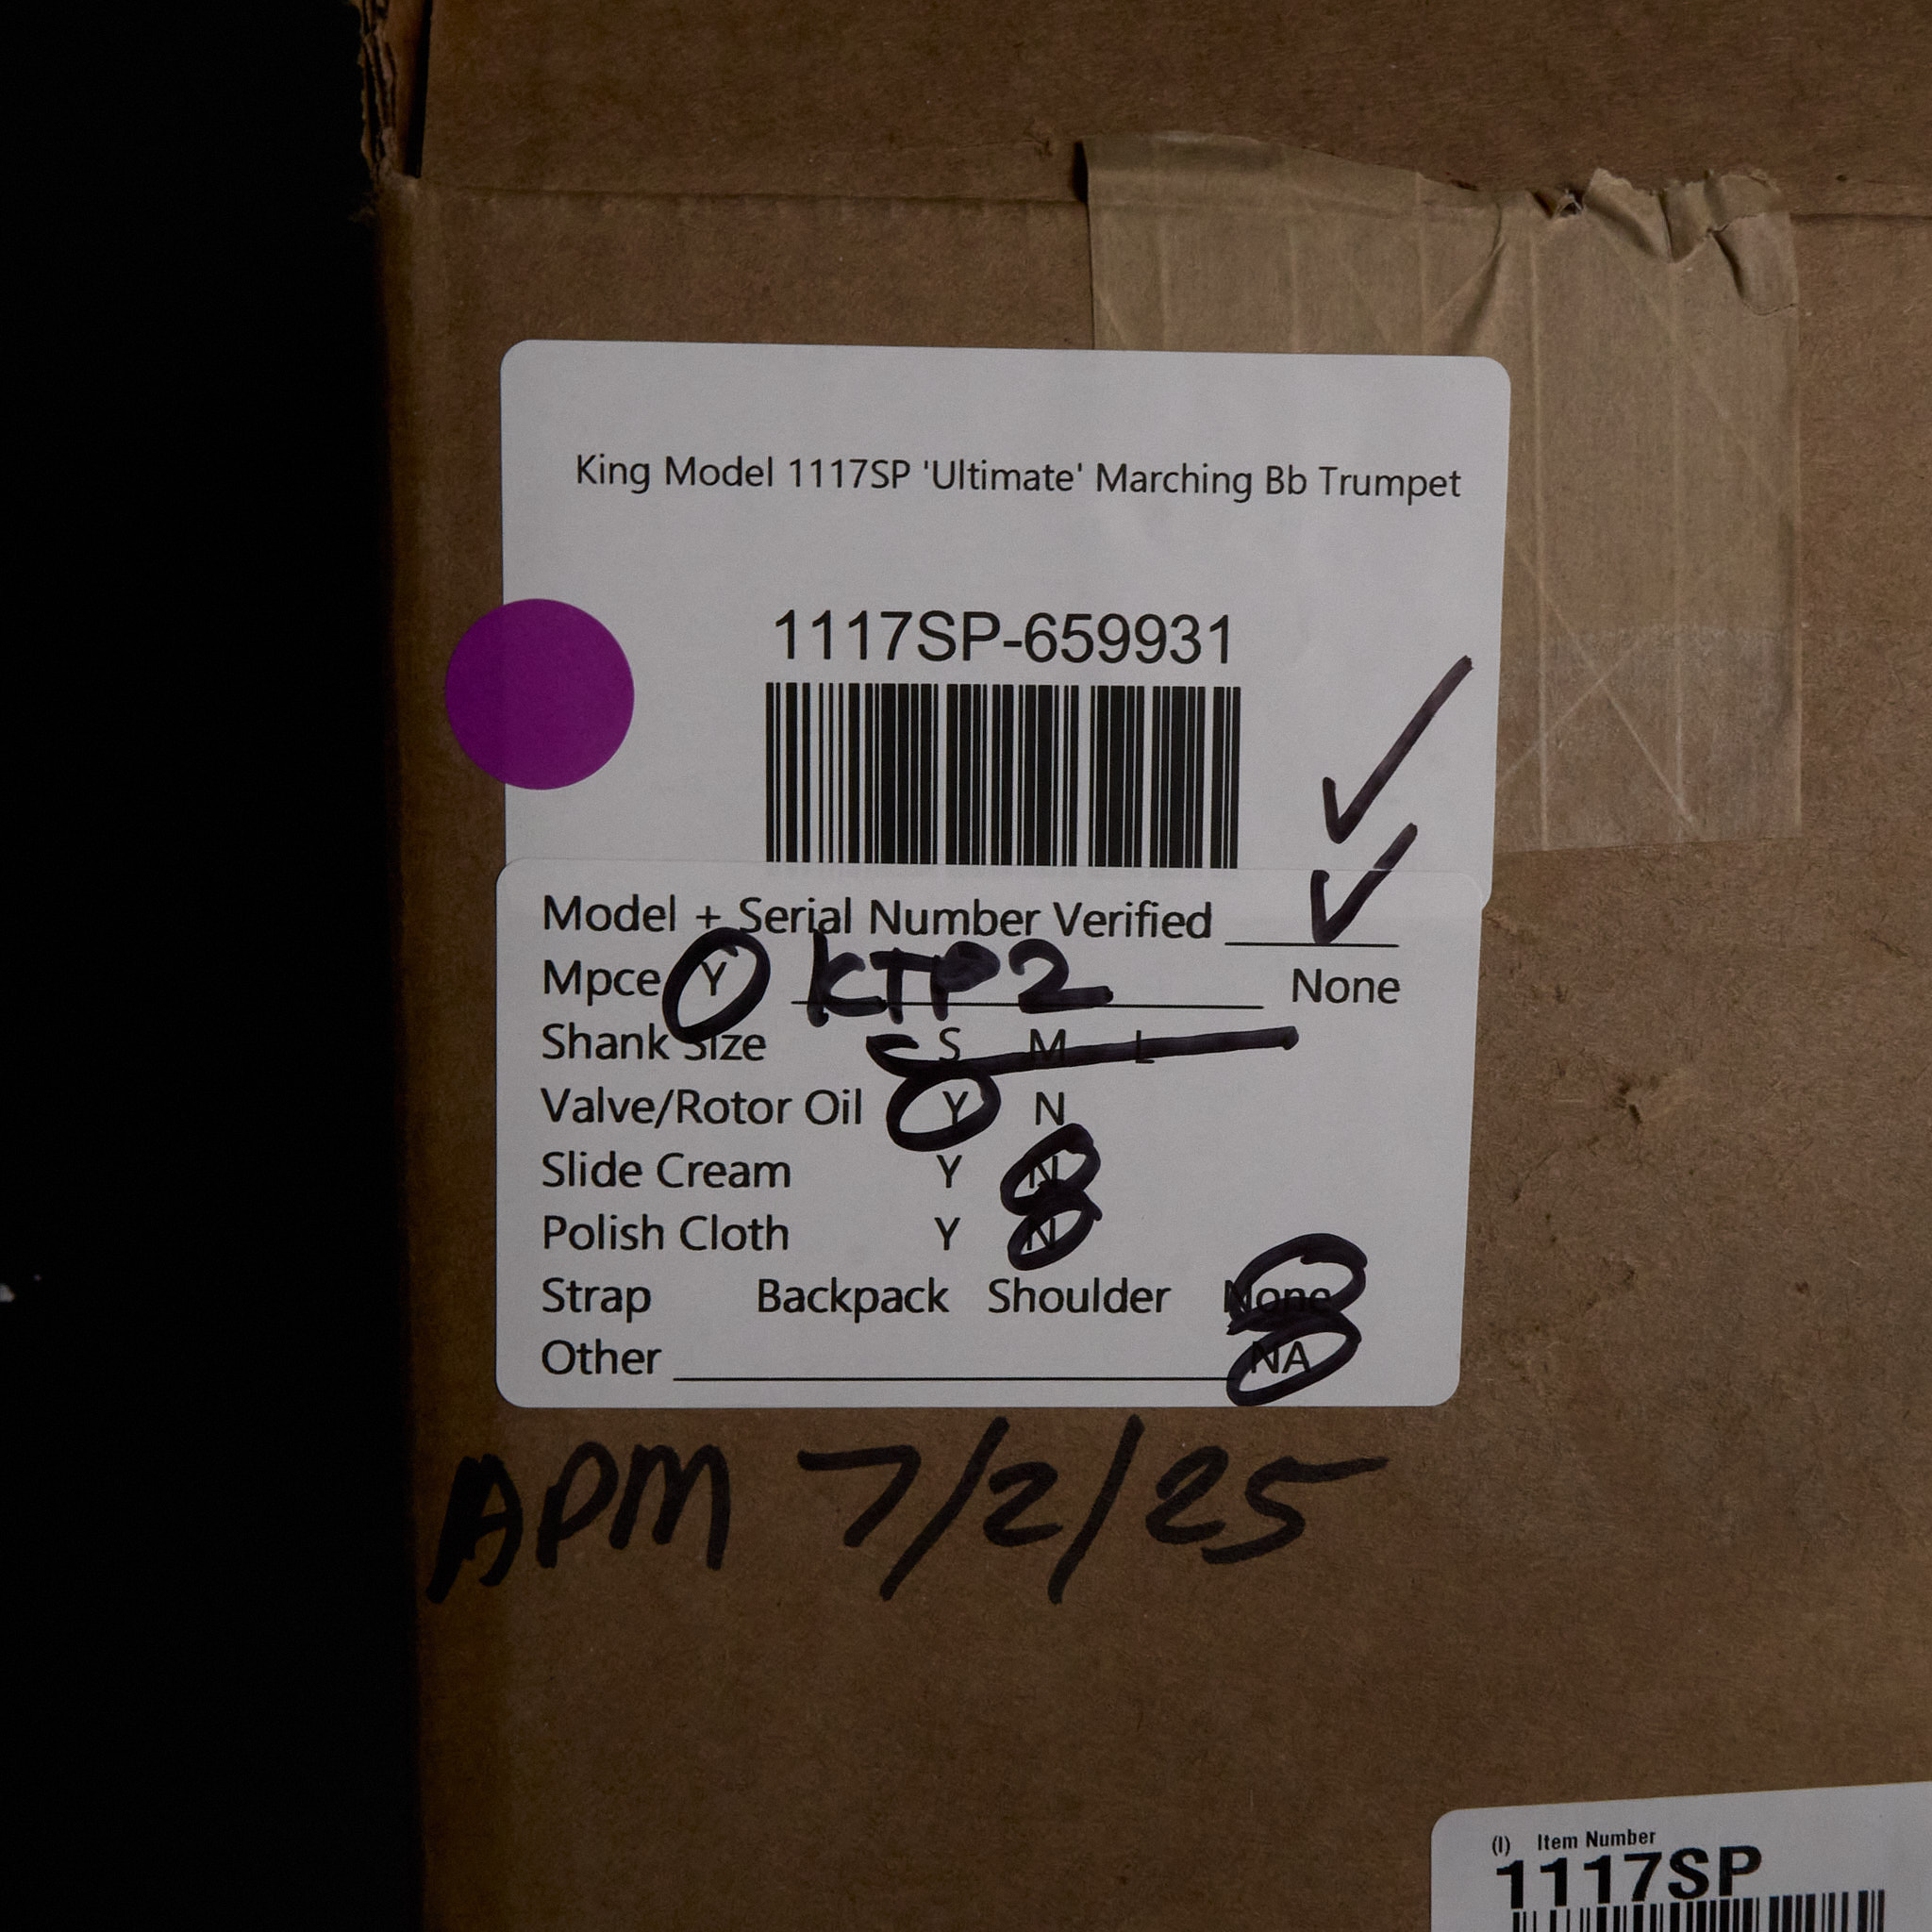 King Model 1117SP 'Ultimate' Marching Bb Trumpet
1117SP-659931
Model + Serial Number Verified ✓
Mpce Y KTP2 None
Shank Size S M L
Valve/Rotor Oil Y N
Slide Cream Y N
Polish Cloth Y N
Strap Backpack Shoulder None
Other NA
APM 7/2/25
(I) Item Number
1117SP